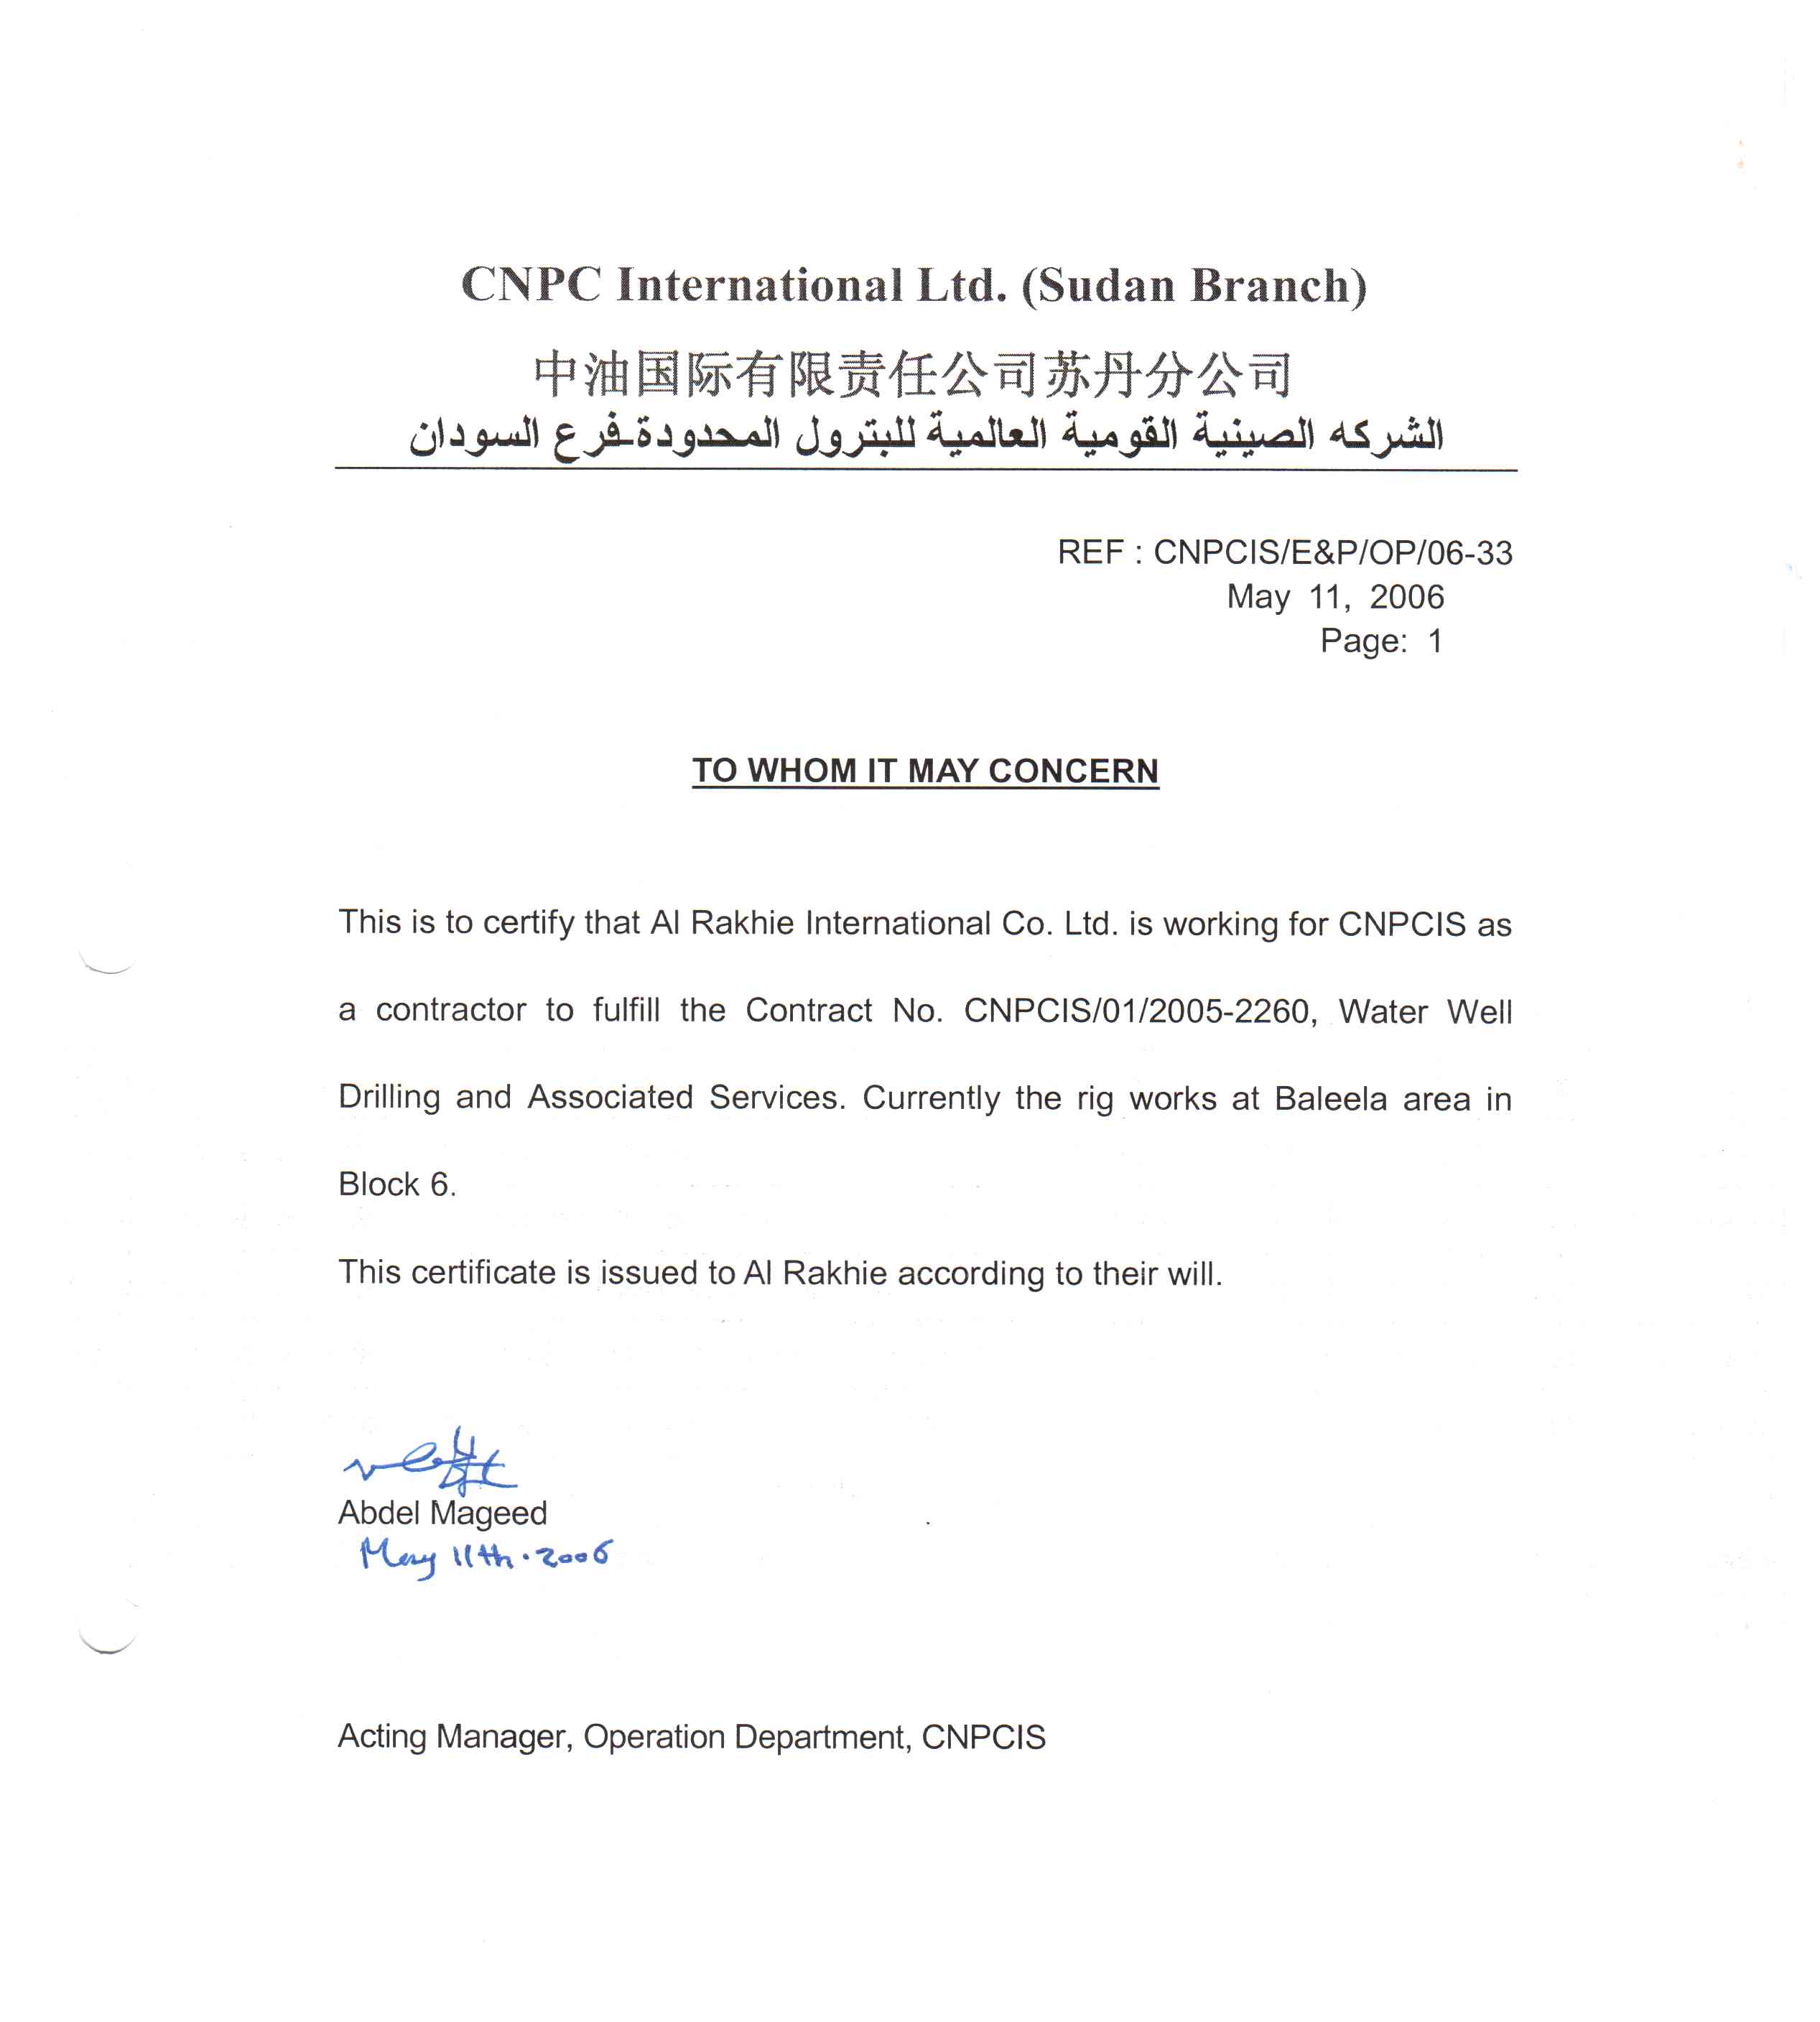 CNPC International Ltd. (Sudan Branch)
中油国际有限责任公司苏丹分公司
الشركه الصينية القومية العالمية للبترول المحدودة-فرع السودان
REF : CNPCIS/E&P/OP/06-33
May 11, 2006
Page: 1
TO WHOM IT MAY CONCERN
This is to certify that Al Rakhie International Co. Ltd. is working for CNPCIS as
a contractor to fulfill the Contract No. CNPCIS/01/2005-2260, Water Well
Drilling and Associated Services. Currently the rig works at Baleela area in
Block 6.
This certificate is issued to Al Rakhie according to their will.
Abdel Mageed
May 11th. 2006
Acting Manager, Operation Department, CNPCIS